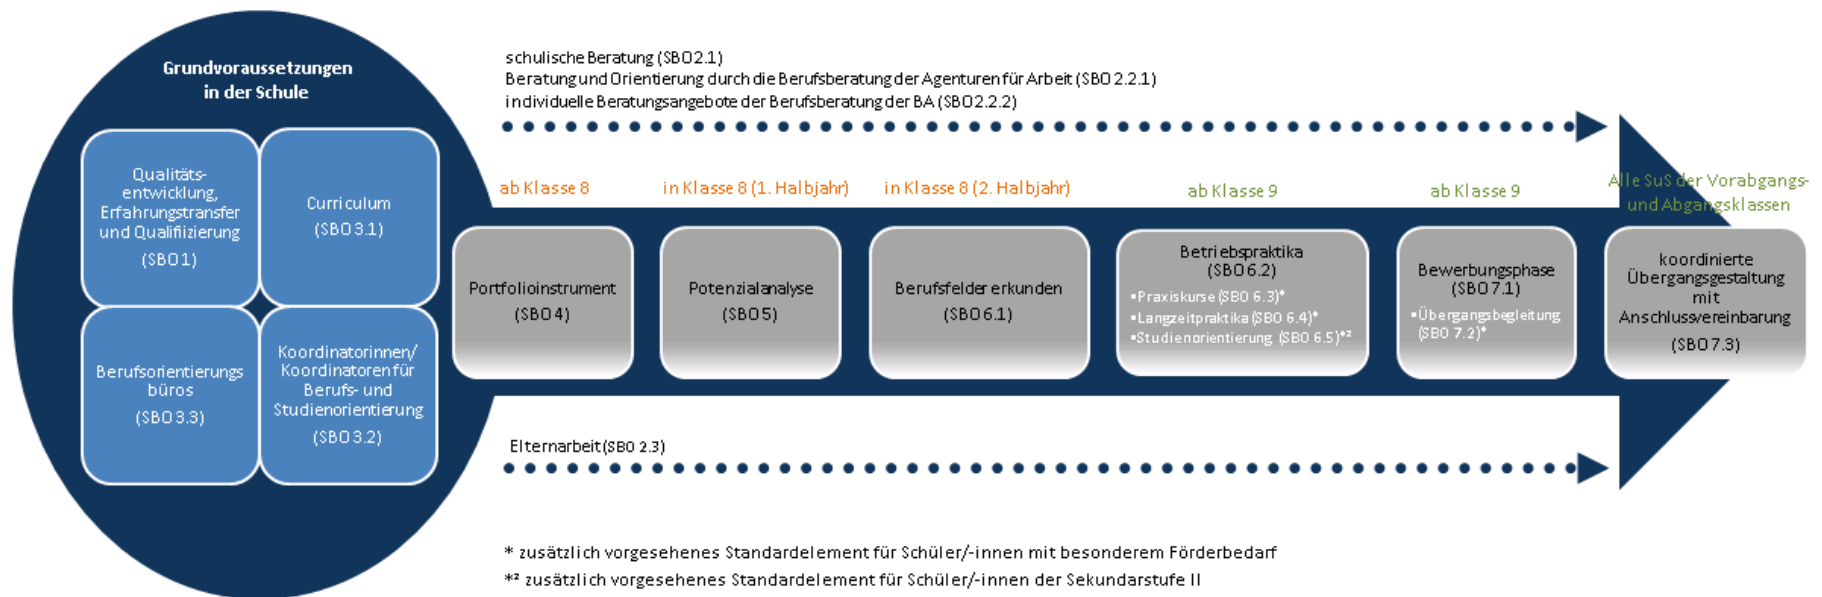 Grundvoraussetzungen
in der Schule
Qualitäts-
entwicklung,
Erfahrungstransfer
und Qualifiizierung
(SBO 1)
Curriculum
(SBO 3.1)
Berufsorientierungs
büros
(SBO 3.3)
Koordinatorinnen/
Koordinatoren für
Berufs- und
Studienorientierung
(SBO 3.2)
schulische Beratung (SBO 2.1)
Beratung und Orientierung durch die Berufsberatung der Agenturen für Arbeit (SBO 2.2.1)
individuelle Beratungsangebote der Berufsberatung der BA (SBO 2.2.2)
ab Klasse 8
Portfolioinstrument
(SBO 4)
in Klasse 8 (1. Halbjahr)
Potenzialanalyse
(SBO 5)
in Klasse 8 (2. Halbjahr)
Berufsfelder erkunden
(SBO 6.1)
ab Klasse 9
Betriebspraktika
(SBO 6.2)
▪Praxiskurse (SBO 6.3)*
▪Langzeitpraktika (SBO 6.4)*
▪Studienorientierung (SBO 6.5)*²
ab Klasse 9
Bewerbungsphase
(SBO 7.1)
▪Übergangsbegleitung
(SBO 7.2)*
Alle SuS der Vorabgangs-
und Abgangsklassen
koordinierte
Übergangsgestaltung
mit
Anschlussvereinbarung
(SBO 7.3)
Elternarbeit (SBO 2.3)
* zusätzlich vorgesehenes Standardelement für Schüler/-innen mit besonderem Förderbedarf
*² zusätzlich vorgesehenes Standardelement für Schüler/-innen der Sekundarstufe II